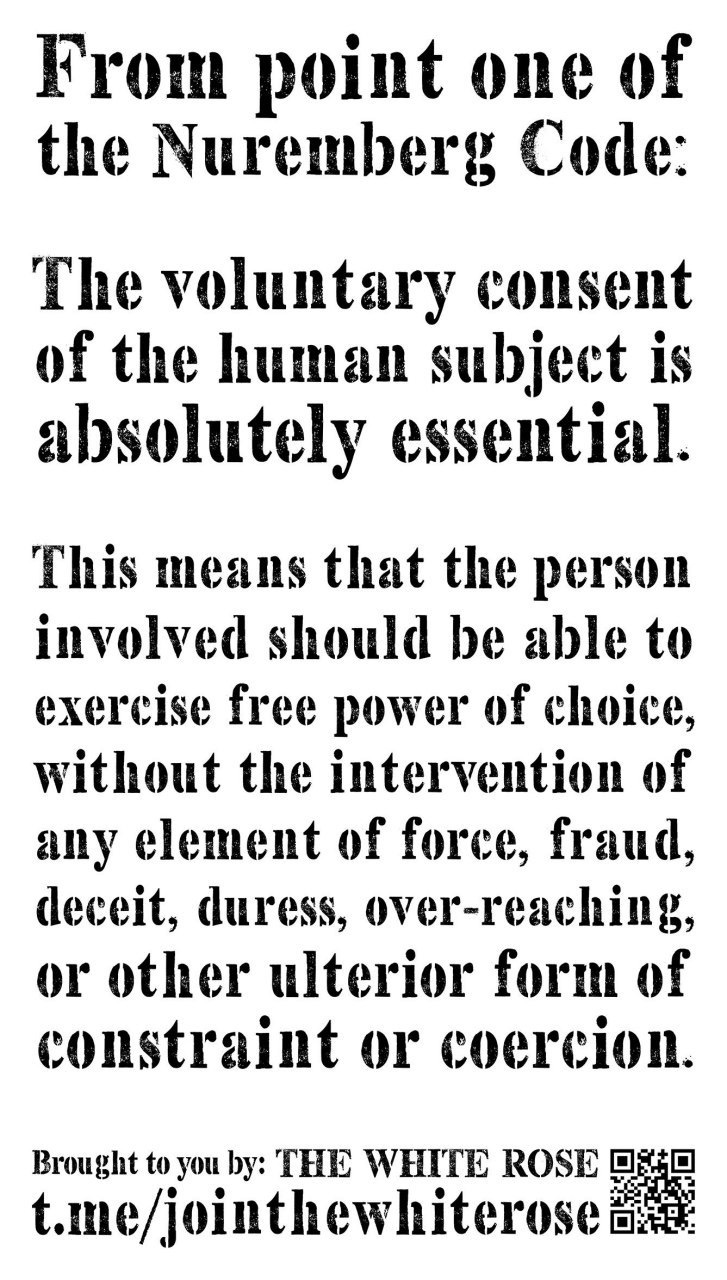 From point one of
the Nuremberg Code:
The voluntary consent
of the human subject is
absolutely essential.
This means that the person
involved should be able to
exercise free power of choice,
without the intervention of
any element of force, fraud,
deceit, duress, over-reaching,
or other ulterior form of
constraint or coercion.
Brought to you by: THE WHITE ROSE
t.me/jointhewhiterose